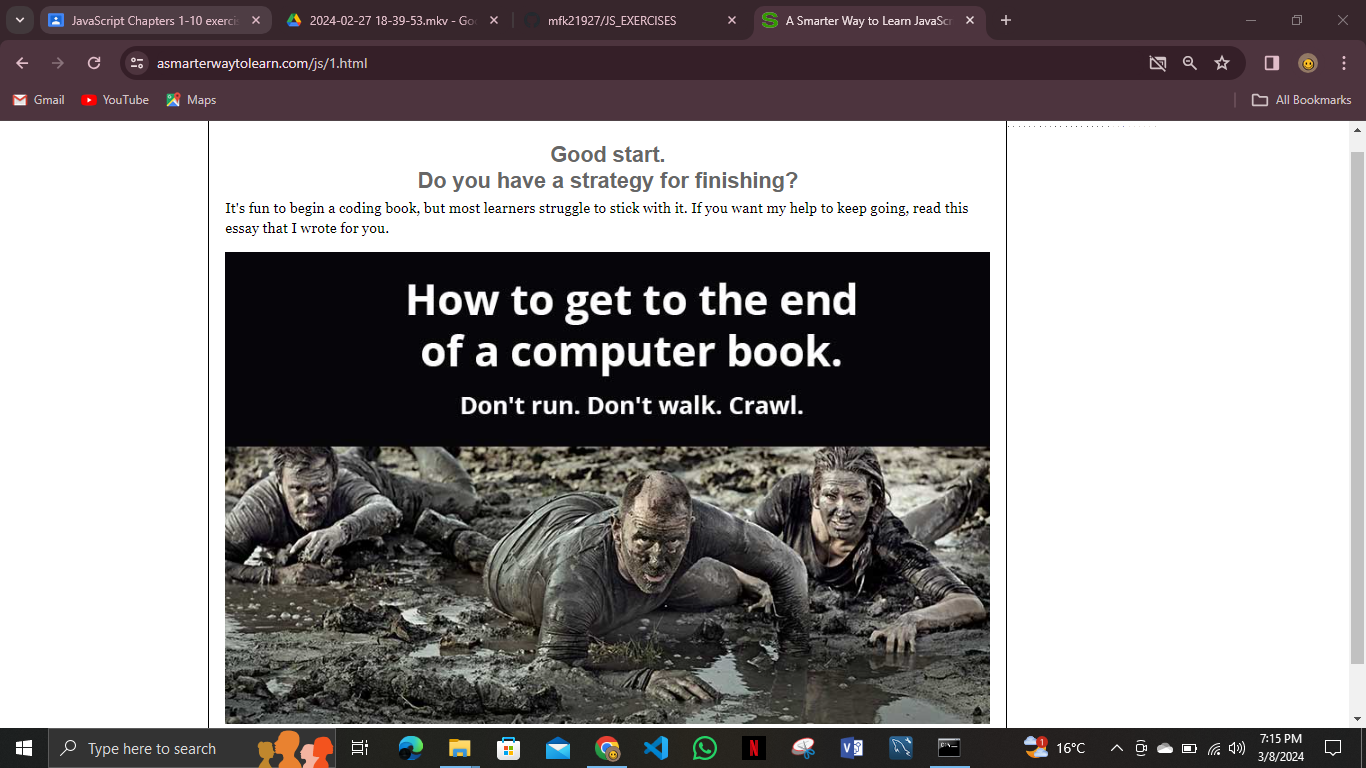 JavaScript Chapters 1-10 exercis
2024-02-27 18-39-53.mkv - Goo
mfk21927/JS_EXERCISES
A Smarter Way to Learn JavaScr
asmarterwaytolearn.com/js/1.html
Gmail
YouTube
Maps
All Bookmarks
Good start.
Do you have a strategy for finishing?
It's fun to begin a coding book, but most learners struggle to stick with it. If you want my help to keep going, read this
essay that I wrote for you.
How to get to the end
of a computer book.
Don't run. Don't walk. Crawl.
Type here to search
1
16°C
7:15 PM
3/8/2024